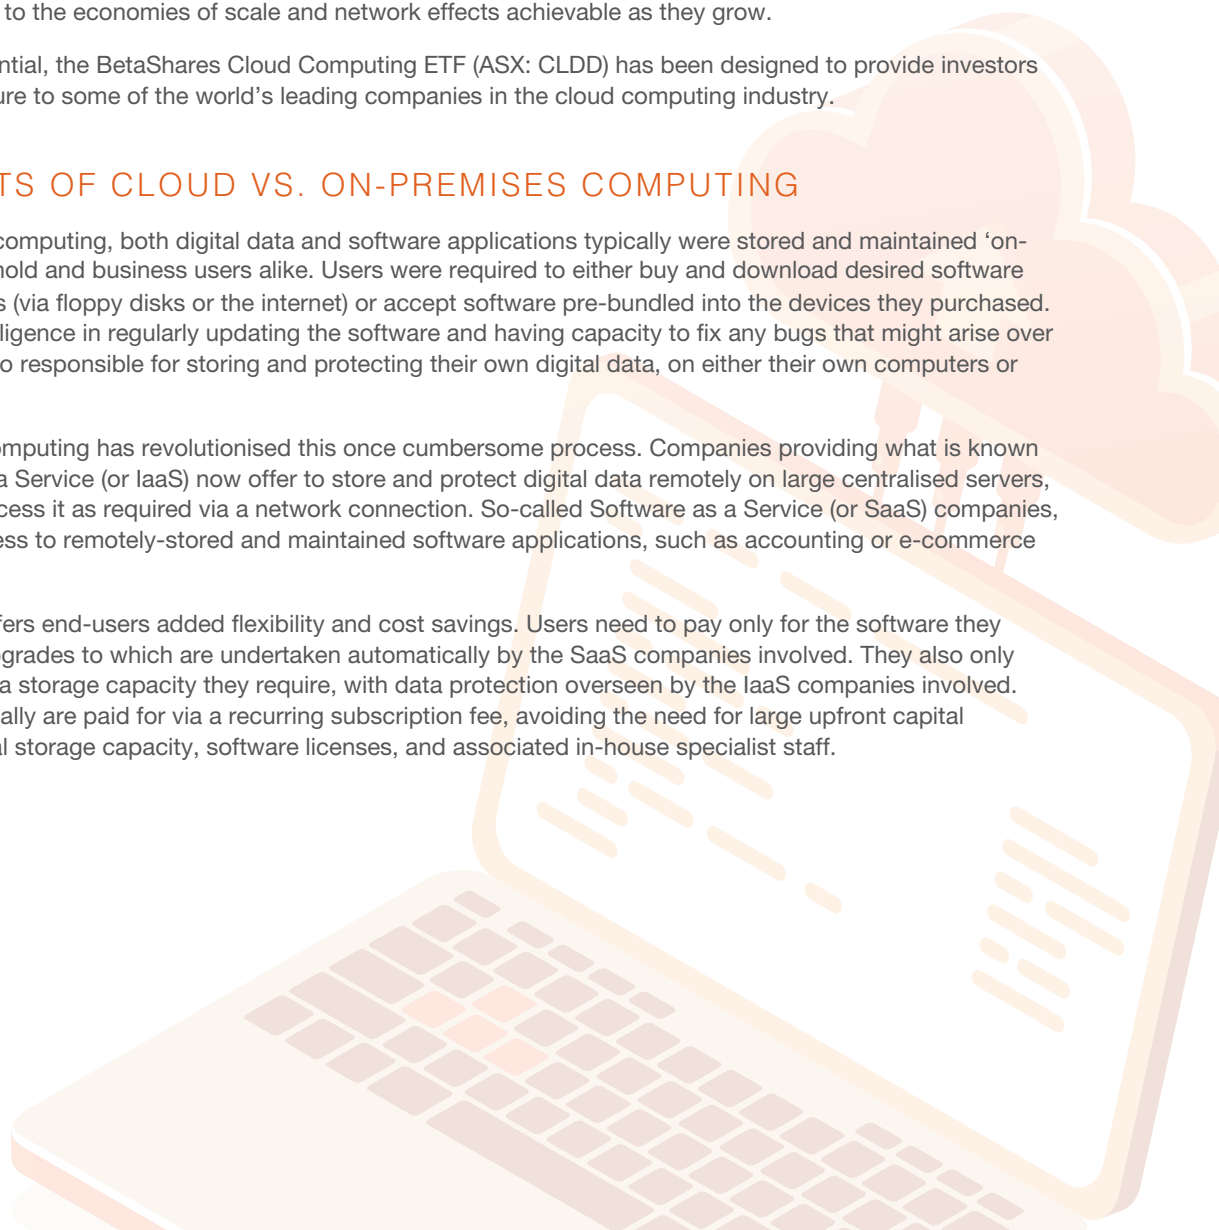 to the economies of scale and network effects achievable as they grow.
ntial, the BetaShares Cloud Computing ETF (ASX: CLDD) has been designed to provide investors
ure to some of the world's leading companies in the cloud computing industry.
TS OF CLOUD VS. ON-PREMISES COMPUTING
computing, both digital data and software applications typically were stored and maintained ‘on-
hold and business users alike. Users were required to either buy and download desired software
s (via floppy disks or the internet) or accept software pre-bundled into the devices they purchased.
ligence in regularly updating the software and having capacity to fix any bugs that might arise over
o responsible for storing and protecting their own digital data, on either their own computers or
omputing has revolutionised this once cumbersome process. Companies providing what is known
a Service (or IaaS) now offer to store and protect digital data remotely on large centralised servers,
cess it as required via a network connection. So-called Software as a Service (or SaaS) companies,
ess to remotely-stored and maintained software applications, such as accounting or e-commerce
fers end-users added flexibility and cost savings. Users need to pay only for the software they
pgrades to which are undertaken automatically by the SaaS companies involved. They also only
a storage capacity they require, with data protection overseen by the IaaS companies involved.
ally are paid for via a recurring subscription fee, avoiding the need for large upfront capital
al storage capacity, software licenses, and associated in-house specialist staff.